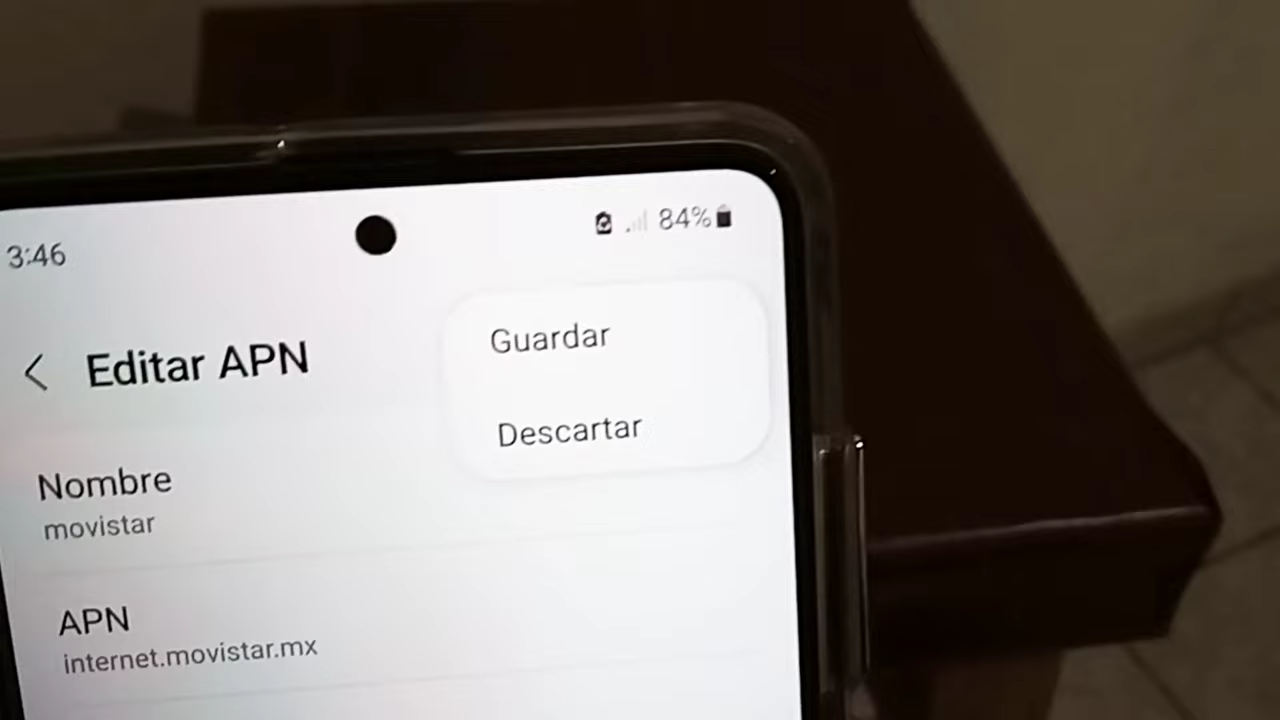 3:46 84%
Editar APN
Guardar
Descartar
Nombre
movistar
APN
internet.movistar.mx